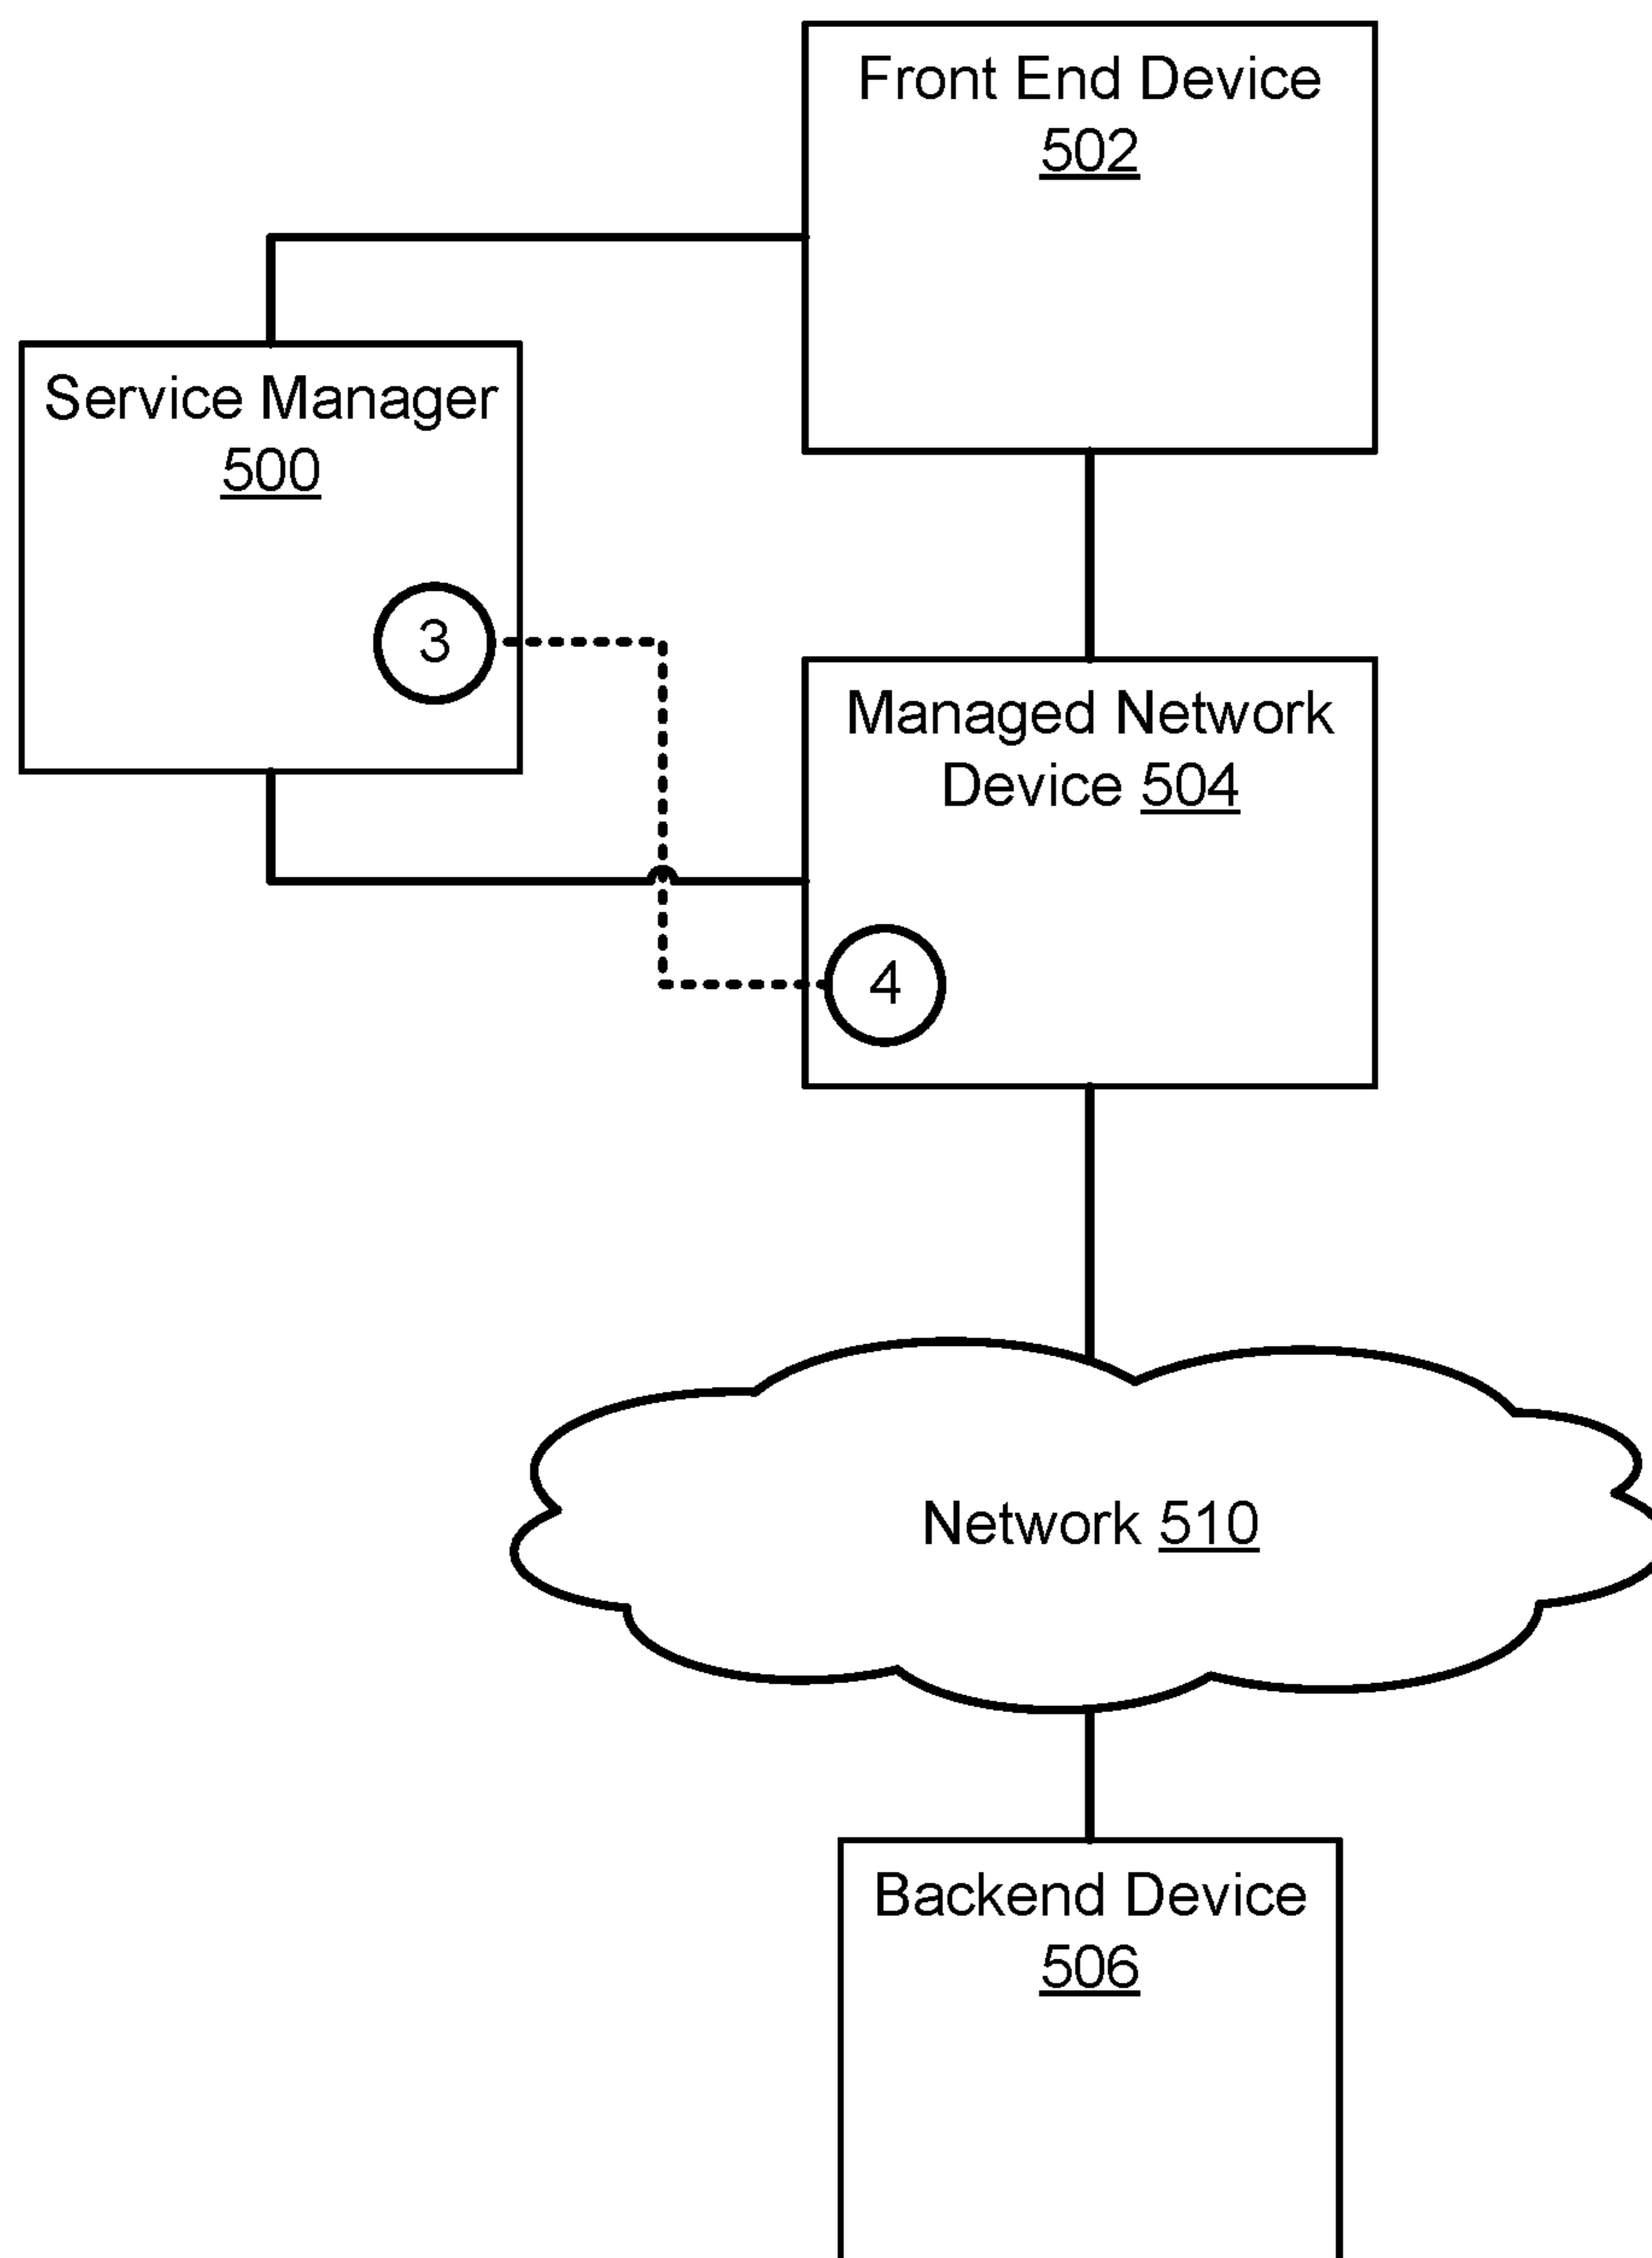 Front End Device
502
Service Manager
500
3
Managed Network
Device 504
4
Network 510
Backend Device
506